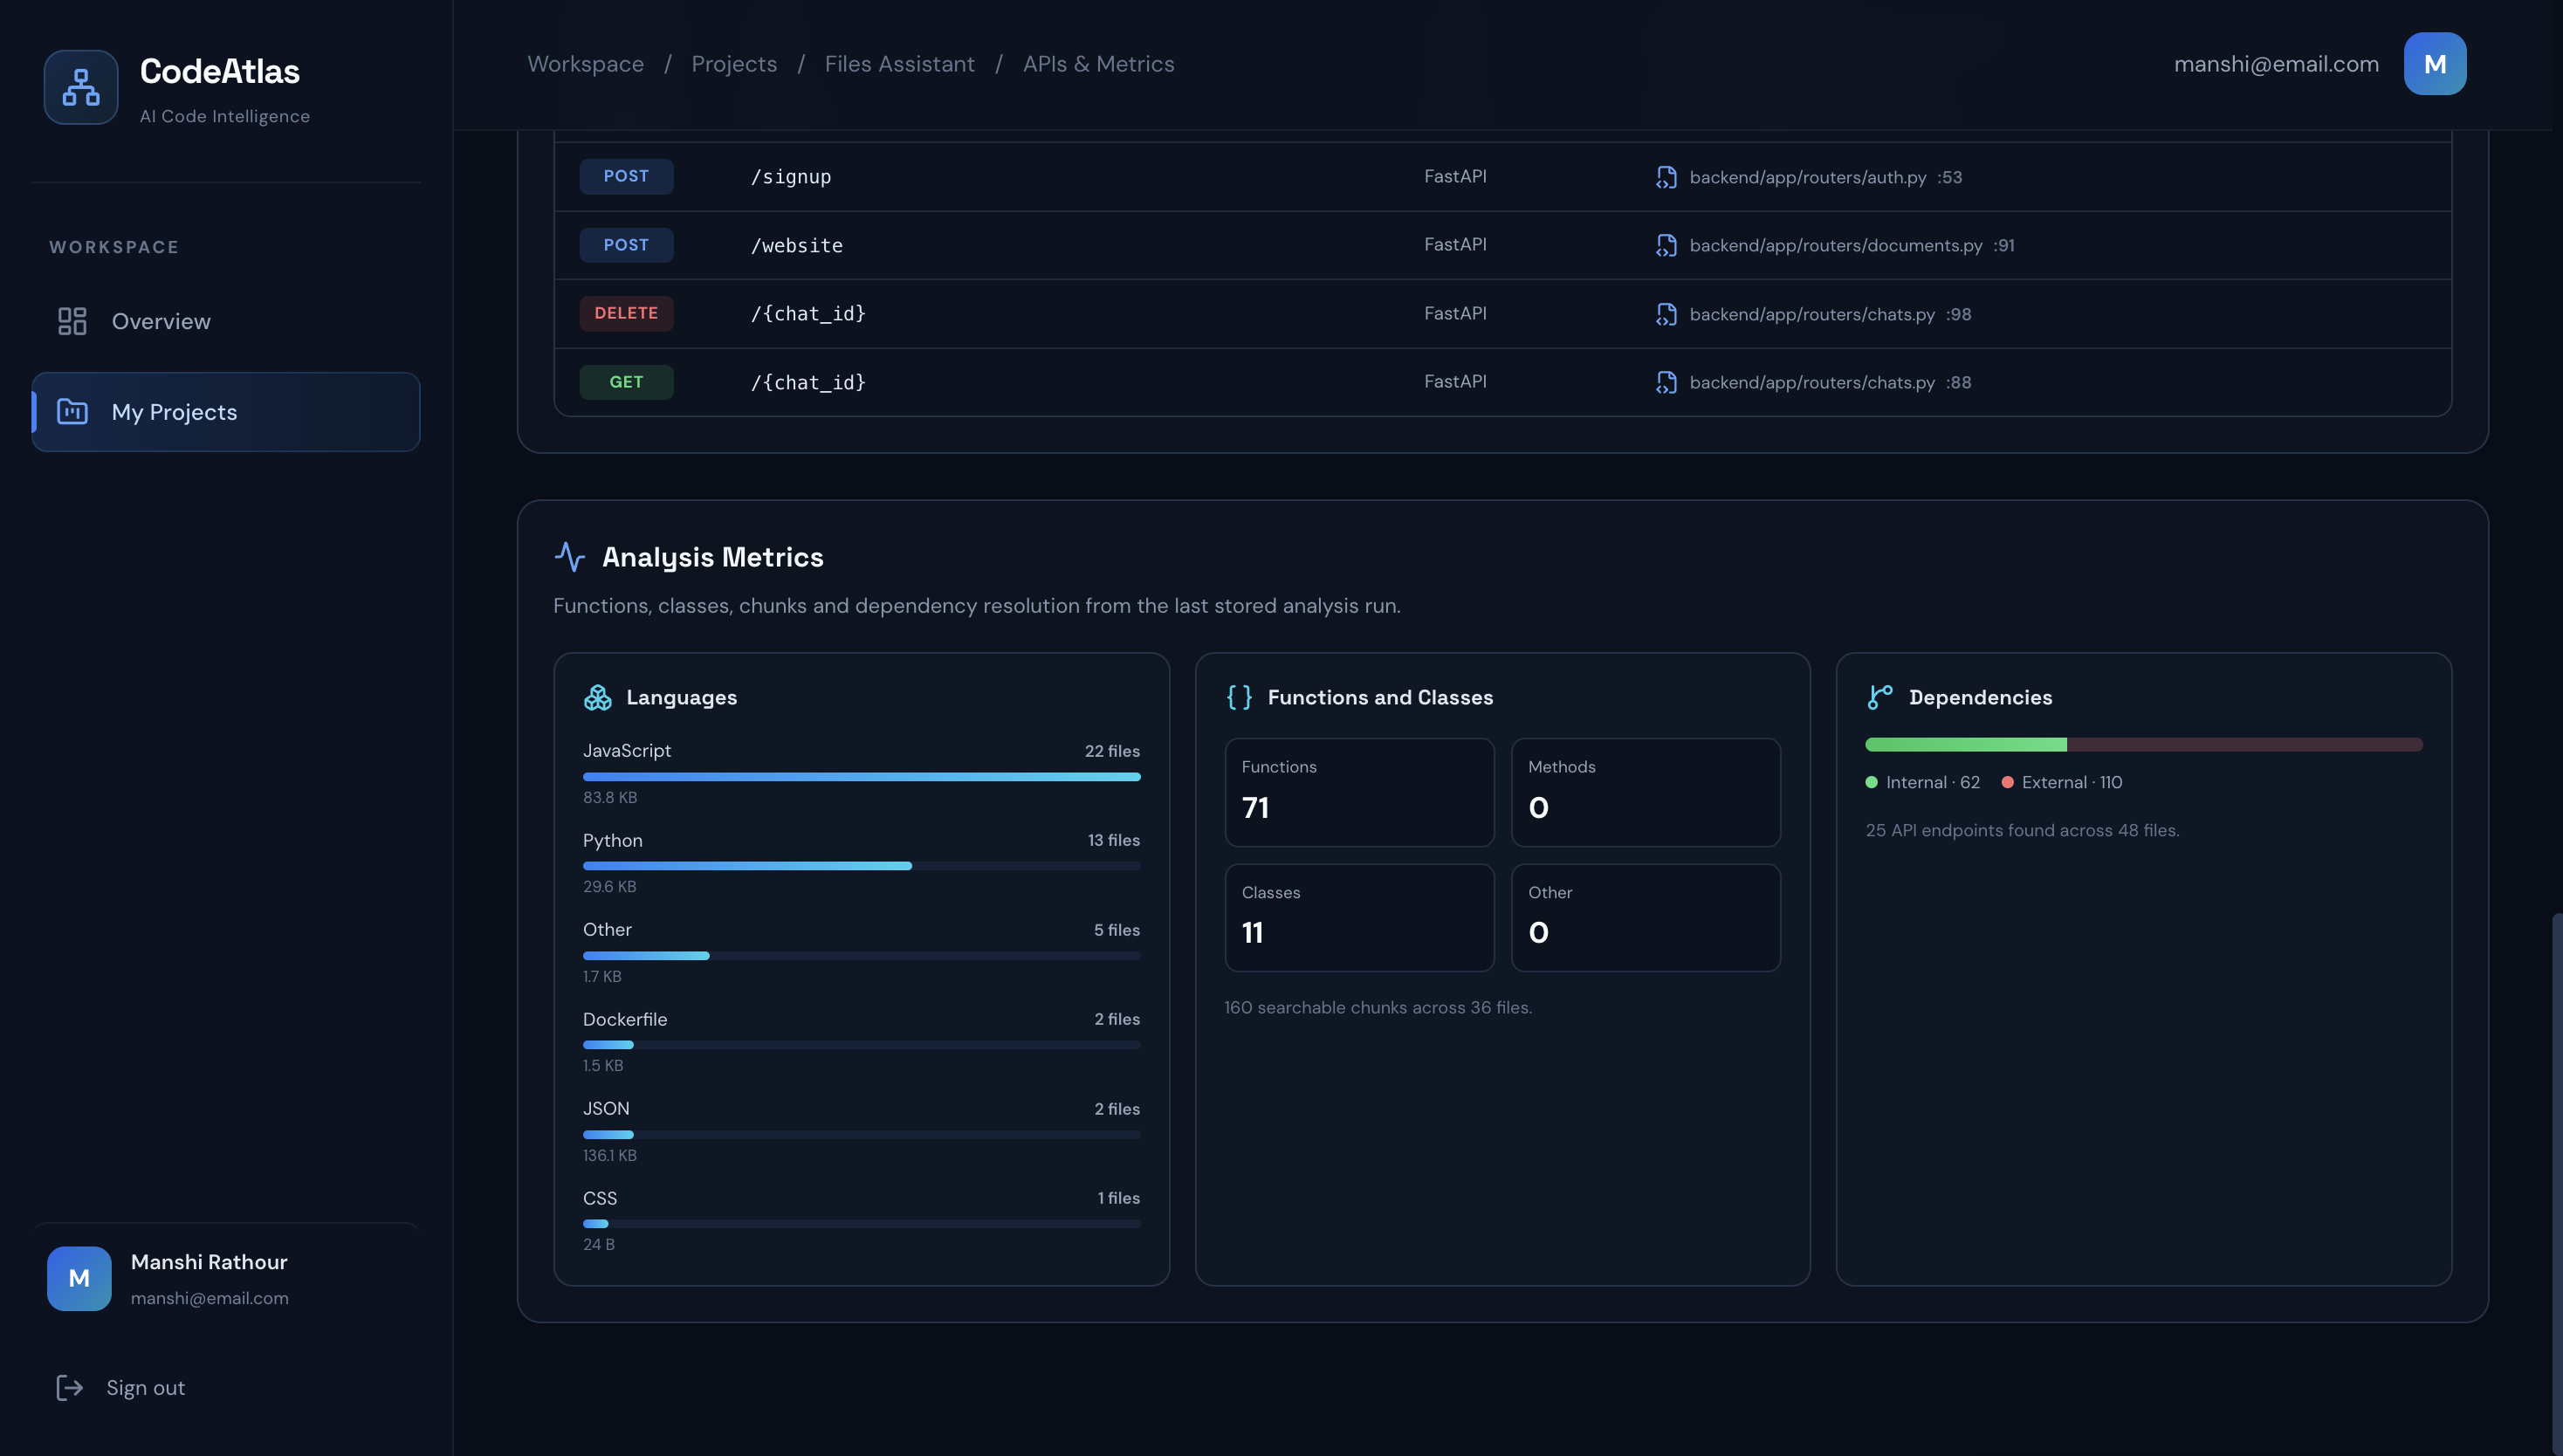 CodeAtlas
AI Code Intelligence
WORKSPACE
Overview
My Projects
M
Manshi Rathour
manshi@email.com
Sign out
Workspace / Projects / Files Assistant / APIs & Metrics
manshi@email.com M
POST /signup FastAPI backend/app/routers/auth.py :53
POST /website FastAPI backend/app/routers/documents.py :91
DELETE /{chat_id} FastAPI backend/app/routers/chats.py :98
GET /{chat_id} FastAPI backend/app/routers/chats.py :88
Analysis Metrics
Functions, classes, chunks and dependency resolution from the last stored analysis run.
Languages
JavaScript 22 files
83.8 KB
Python 13 files
29.6 KB
Other 5 files
1.7 KB
Dockerfile 2 files
1.5 KB
JSON 2 files
136.1 KB
CSS 1 files
24 B
{ } Functions and Classes
Functions
71
Methods
0
Classes
11
Other
0
160 searchable chunks across 36 files.
Dependencies
Internal · 62 External · 110
25 API endpoints found across 48 files.